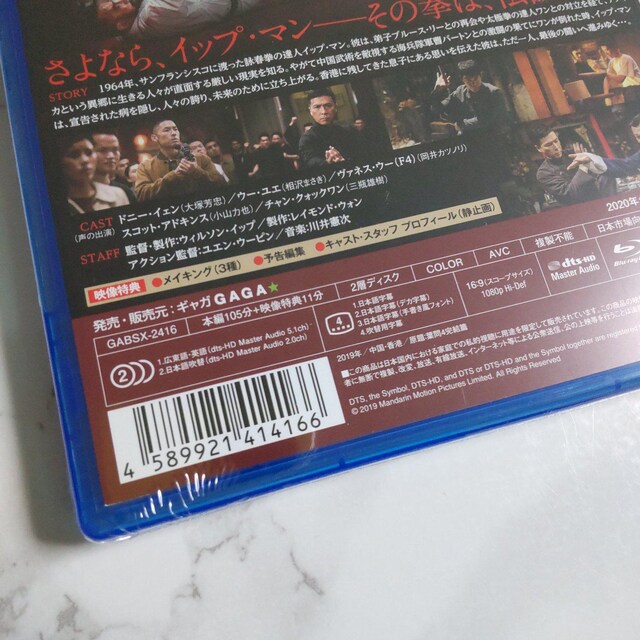 さよなら、イップ・マン――その拳は、伝
STORY 1964年、サンフランシスコに渡った詠春拳の達人イップ・マン。彼は、弟子ブルース・リーとの再会や太極拳の達人ワンとの対立を経て、ア
カという異郷に生きる人々が直面する厳しい現実を知る。やがて中国武術を敵視する海兵隊軍曹バートンとの激闘の果てにワンが倒れた時、イップ・マン
は、宣告された病を隠し、人々の誇り、未来のために立ち上がる。香港に残してきた息子にある思いを伝えた彼は、ただ一人、最後の闘いへ進みゆく…。
CAST ドニー・イェン(大塚芳忠)/ウー・ユエ(相沢まさき)/ヴァネス・ウー(F4)(岡井カツノリ)
(声の出演) スコット・アドキンス(小山力也)/チャン・クォックワン(三瓶雄樹)
STAFF 監督・製作:ウィルソン・イップ/製作:レイモンド・ウォン
アクション監督:ユエン・ウーピン/音楽:川井憲次
映像特典 ●メイキング(3種) ●予告編集 ●キャスト・スタッフ プロフィール(静止画)
発売・販売元:ギャガ GAGA★
GABSX-2416 本編105分+映像特典11分 2層ディスク COLOR AVC 複製不能
2020年
日本市場
2 1.広東語・英語(dts-HD Master Audio 5.1ch)
2.日本語吹替(dts-HD Master Audio 2.0ch)
4 1.日本語字幕
2.日本語字幕(デカ字幕)
3.日本語字幕(手書き風フォント)
4.吹替用字幕
16:9(スコープサイズ)
1080p Hi-Def
dts-HD
Master Audio
Blu
2019年/中国・香港/原題:葉問4完結篇
■この商品は日本国内における家庭での私的視聴に用途を限定して販売されています。
DTS, the Symbol, DTS-HD, and DTS or DTS-HD and the Symbol together are registered
DTS, Inc.
© 2019 Mandarin Motion Pictures Limited. All Rights Reserved.
4 589921 414166